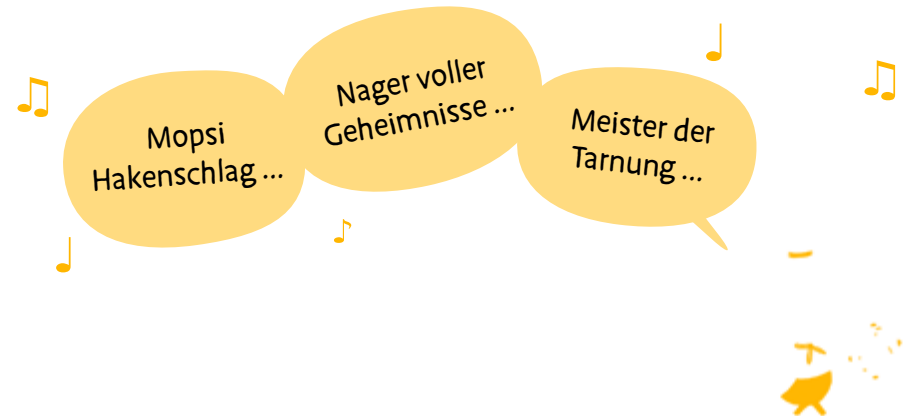 Mopsi
Hakenschlag ...
Nager voller
Geheimnisse ...
Meister der
Tarnung ...